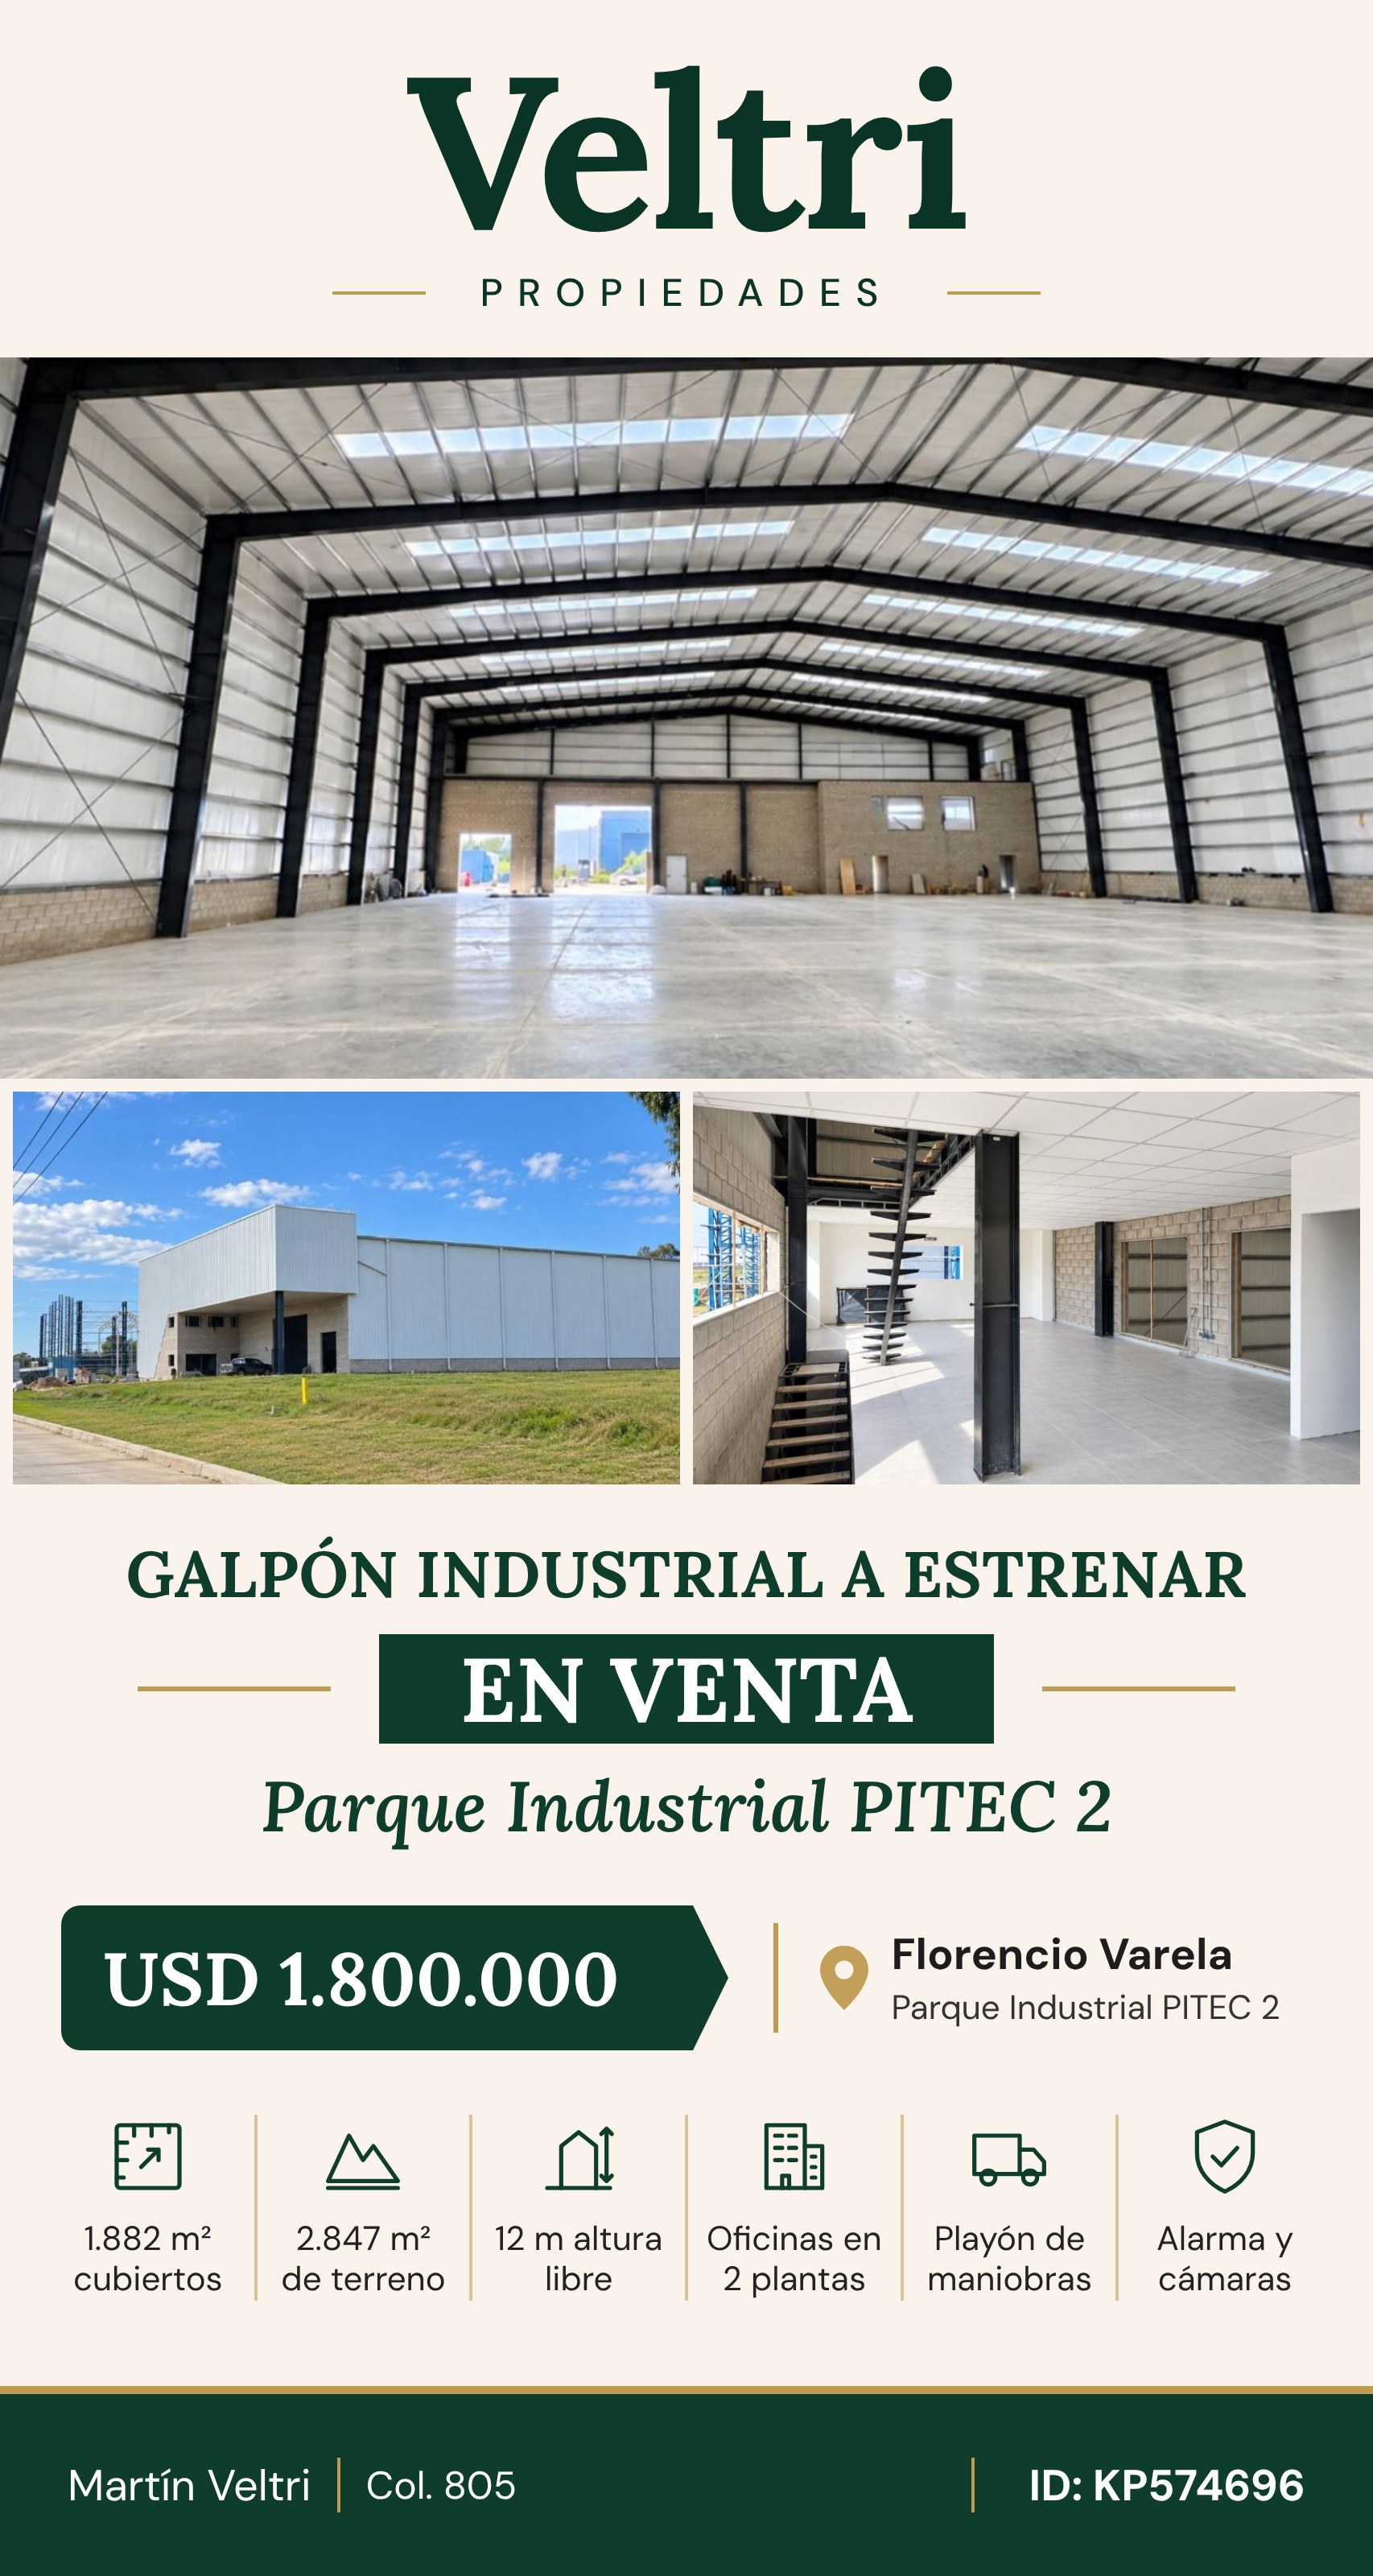 Veltri
PROPIEDADES
GALPÓN INDUSTRIAL A ESTRENAR
EN VENTA
Parque Industrial PITEC 2
USD 1.800.000
Florencio Varela
Parque Industrial PITEC 2
1.882 m²
cubiertos
2.847 m²
de terreno
12 m altura
libre
Oficinas en
2 plantas
Playón de
maniobras
Alarma y
cámaras
Martín Veltri
Col. 805
ID: KP574696